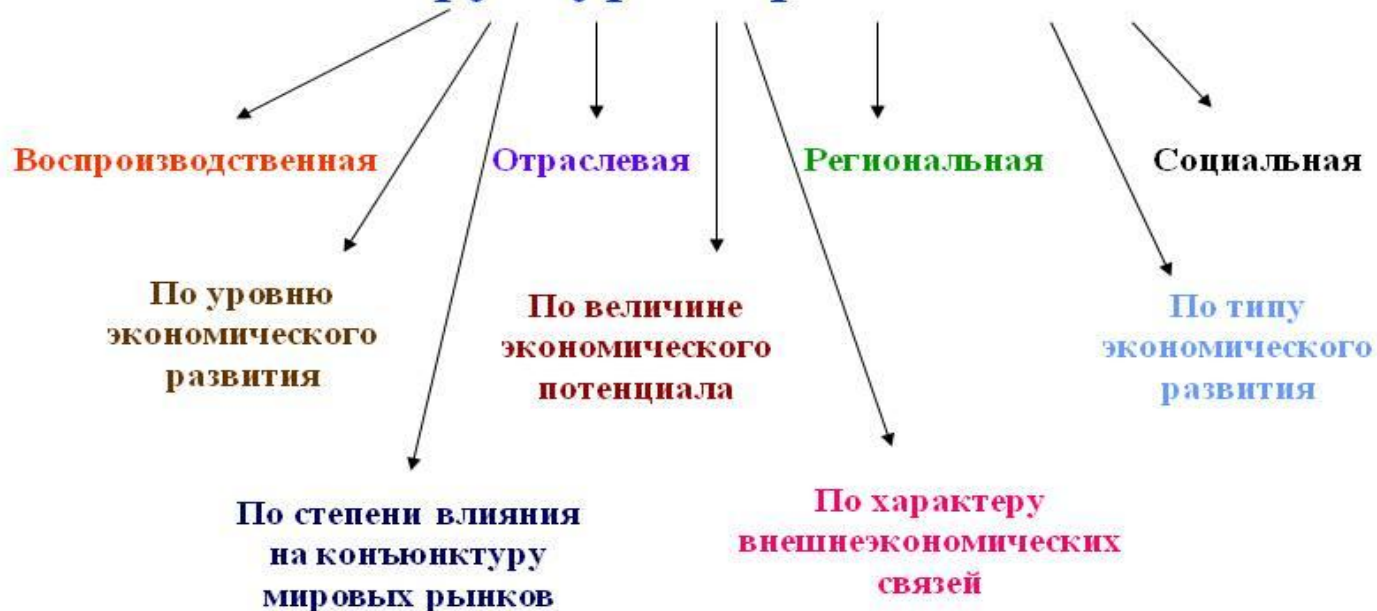 Воспроизводственная
Отраслевая
Региональная
Социальная
По уровню
экономического
развития
По величине
экономического
потенциала
По типу
экономического
развития
По степени влияния
на конъюнктуру
мировых рынков
По характеру
внешнеэкономических
связей